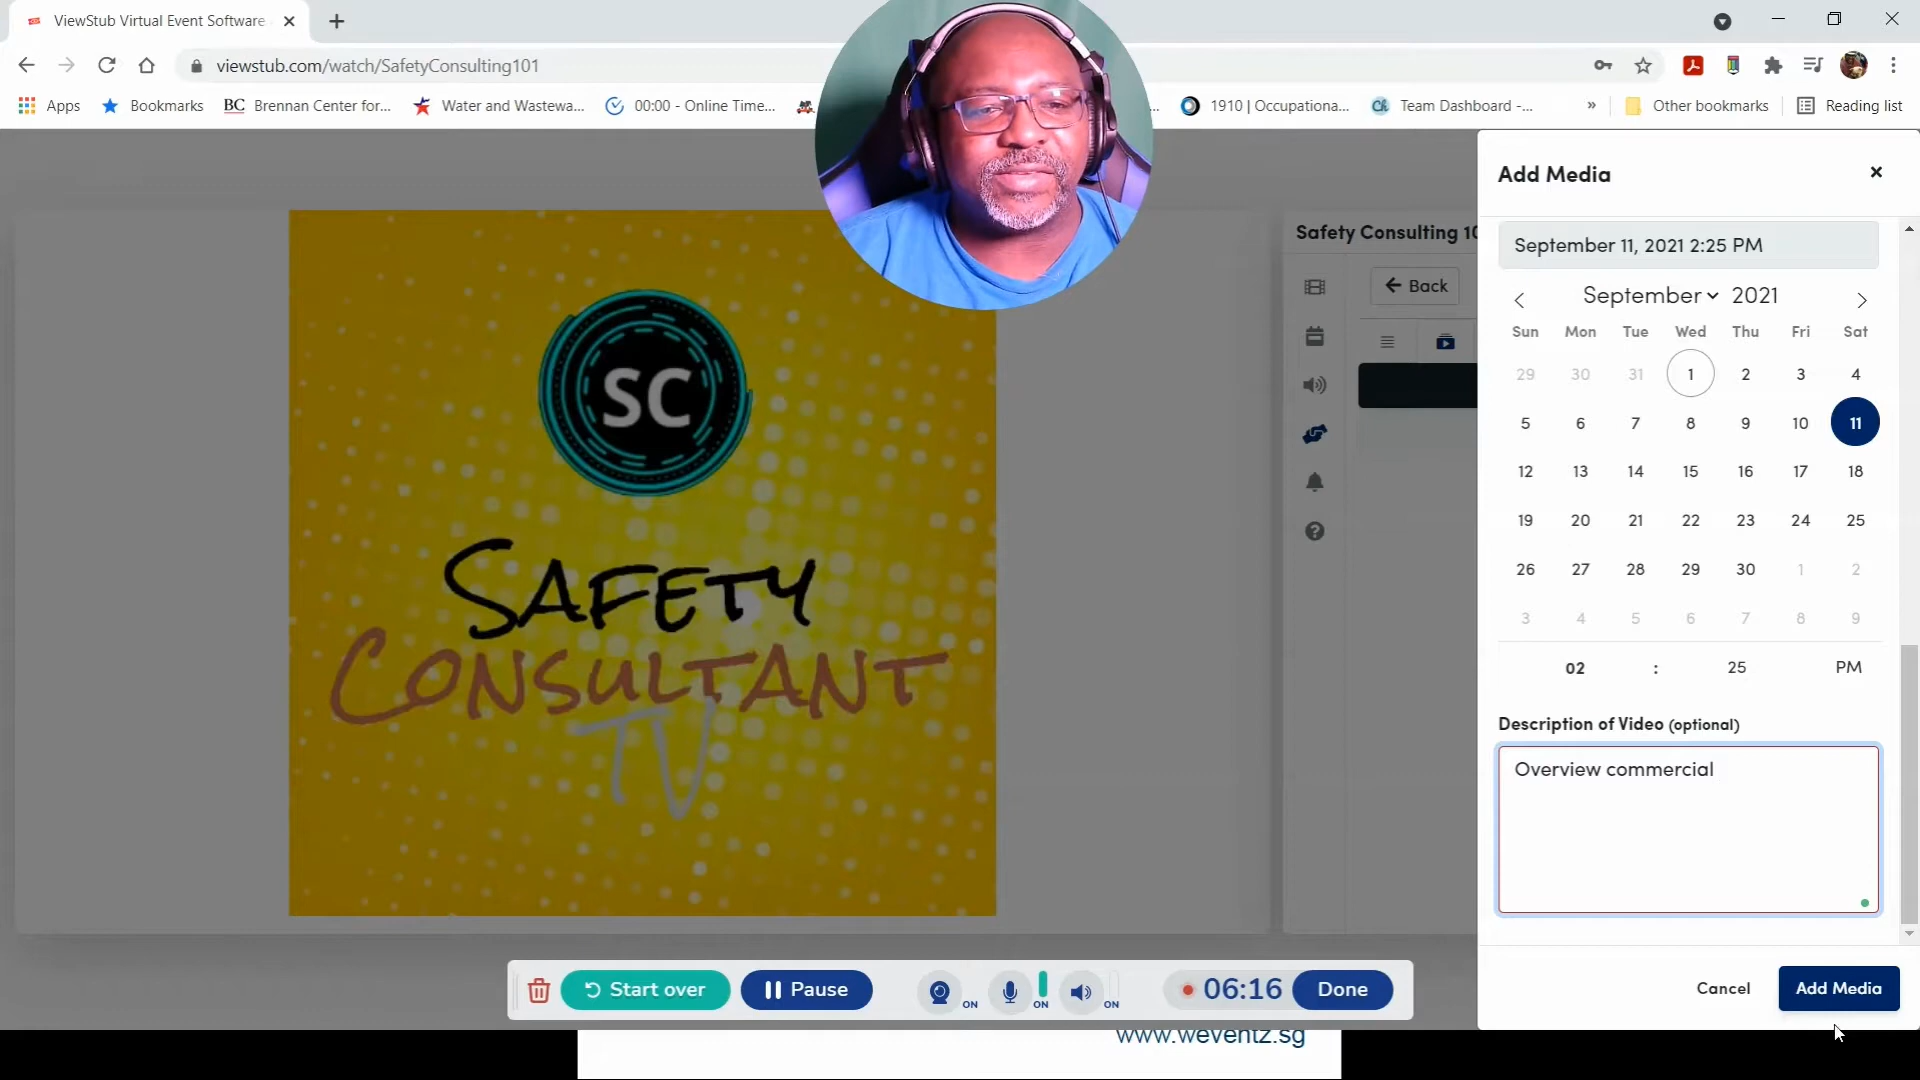 ViewStub Virtual Event Software
viewstub.com/watch/SafetyConsulting101
Apps
Bookmarks
BC Brennan Center for...
Water and Wastewa...
00:00 - Online Time...
1910 | Occupationa...
Ch Team Dashboard -...
»
Other bookmarks
Reading list
SC
SAFETY
CONSULTANT
TV
Safety Consulting 10
Back
Add Media
September 11, 2021 2:25 PM
September 2021
Sun Mon Tue Wed Thu Fri Sat
29 30 31 1 2 3 4
5 6 7 8 9 10 11
12 13 14 15 16 17 18
19 20 21 22 23 24 25
26 27 28 29 30 1 2
3 4 5 6 7 8 9
02 : 25 PM
Description of Video (optional)
Overview commercial
Cancel
Add Media
Start over
Pause
ON
ON
ON
06:16
Done
www.weventz.sg